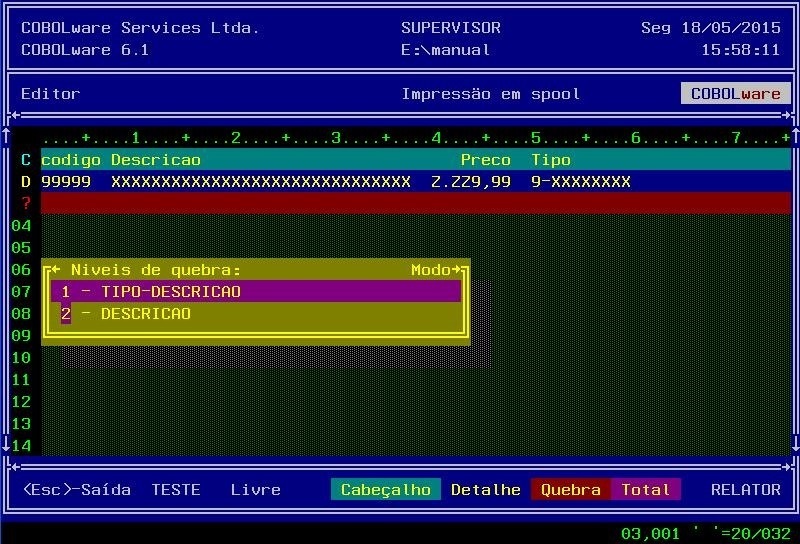 COBOLware Services Ltda. SUPERVISOR Seg 18/05/2015
COBOLware 6.1 E:\manual 15:58:11
Editor Impressäo em spool COBOLware
....+....1....+....2....+....3....+....4....+....5....+....6....+....7....+
C codigo Descricao Preco Tipo
D 99999 XXXXXXXXXXXXXXXXXXXXXXXXXXXXXX Z.ZZ9,99 9-XXXXXXXX
?
04
05
06 Niveis de quebra: Modo
07 1 - TIPO-DESCRICAO
08 2 - DESCRICAO
09
10
11
12
13
14
<Esc>-Saída TESTE Livre Cabeçalho Detalhe Quebra Total RELATOR
03,001 ' '=20/032